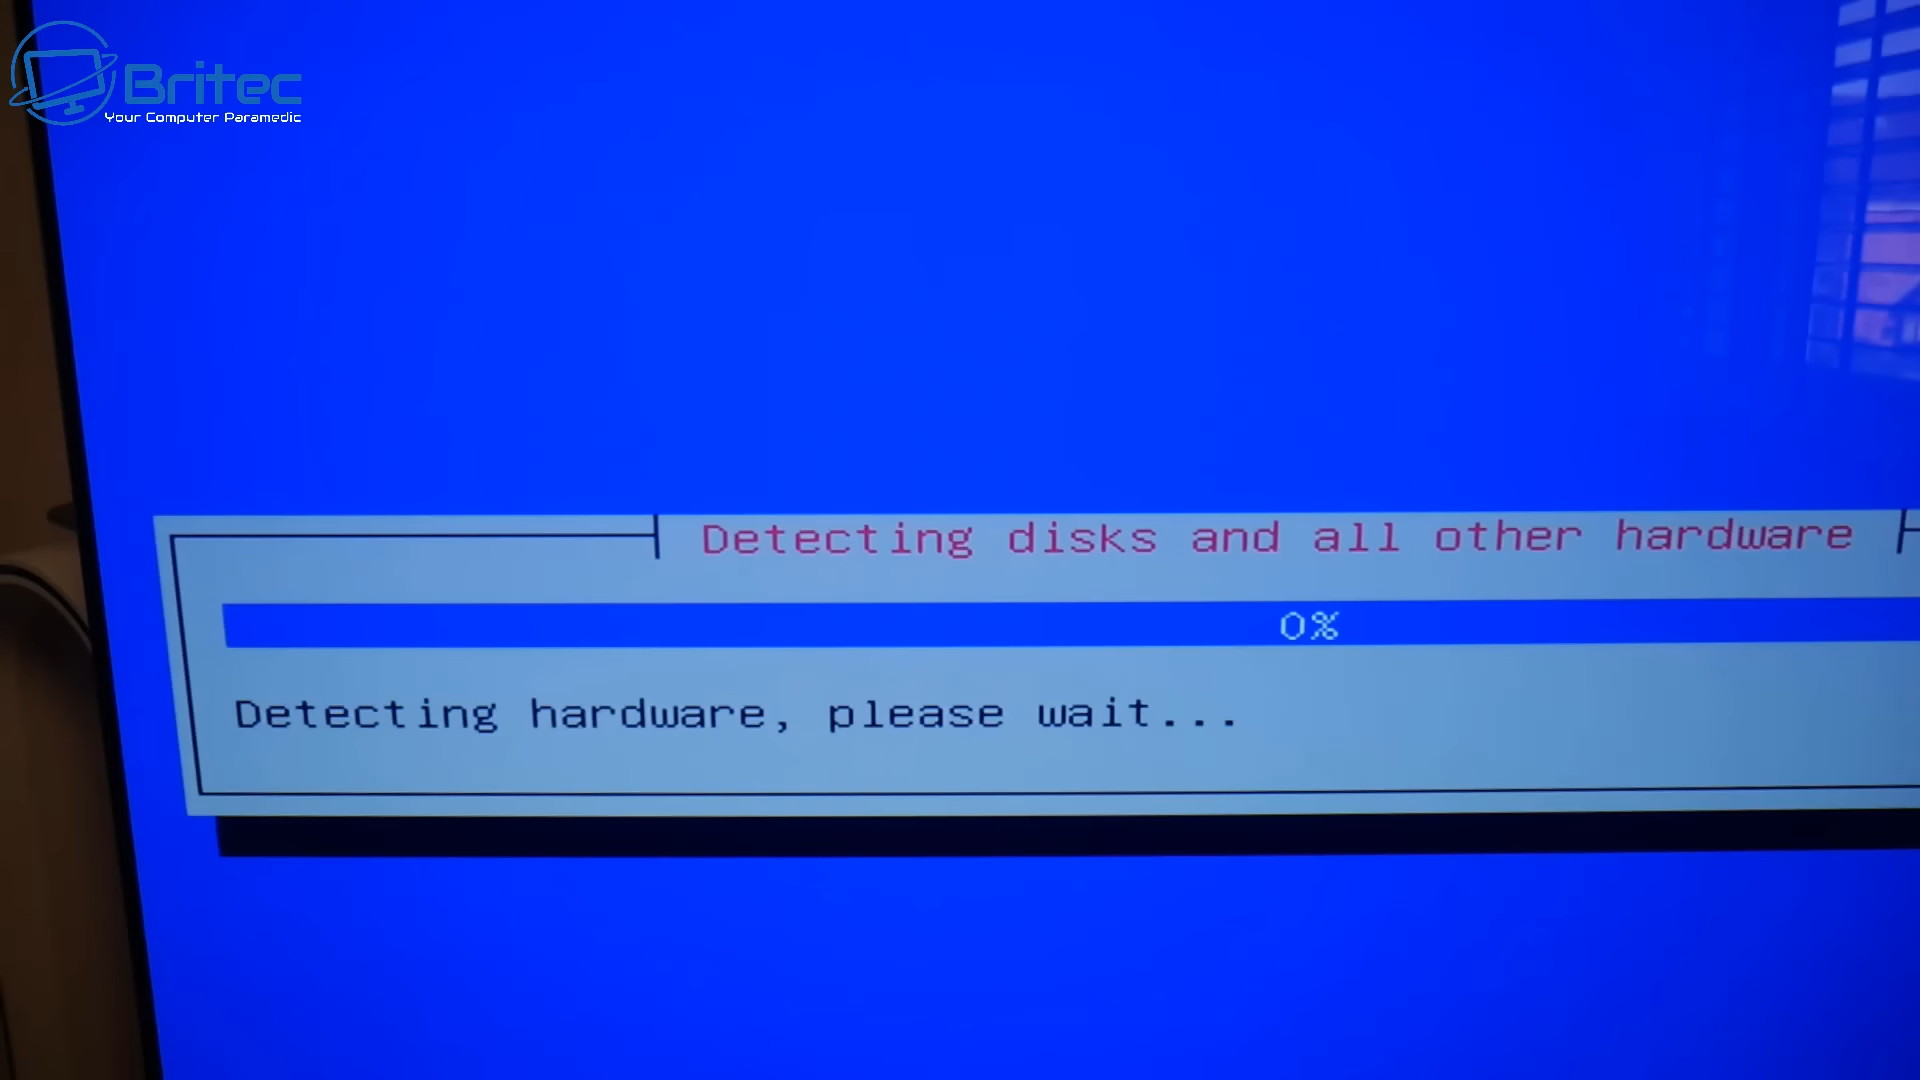 Britec
Your Computer Paramedic
Detecting disks and all other hardware
0%
Detecting hardware, please wait...